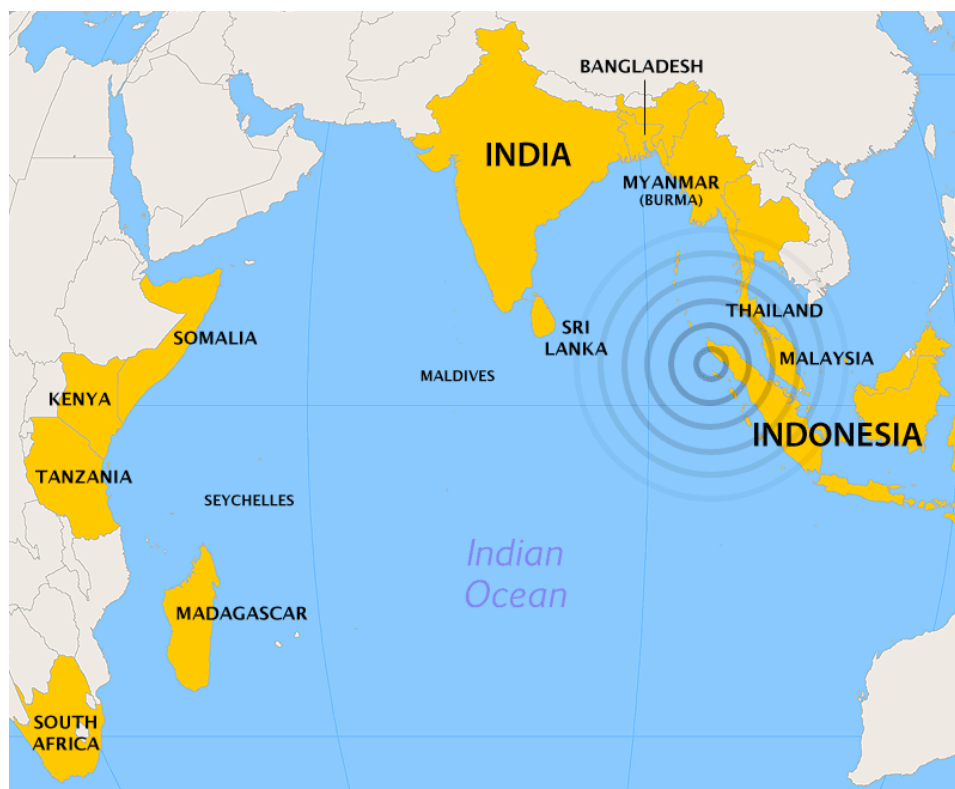 BANGLADESH
INDIA
MYANMAR
(BURMA)
THAILAND
SRI
LANKA
SOMALIA
MALAYSIA
MALDIVES
KENYA
INDONESIA
TANZANIA
SEYCHELLES
Indian
Ocean
MADAGASCAR
SOUTH
AFRICA